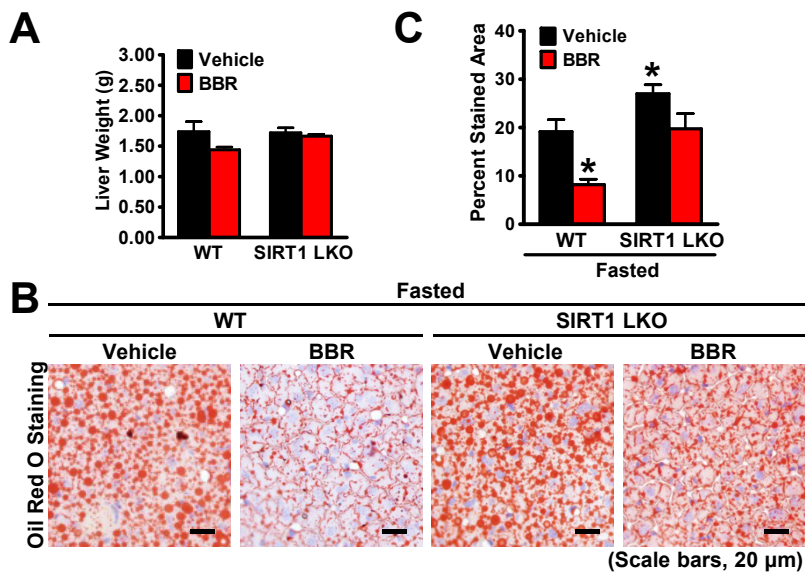 A
Vehicle
BBR
Liver Weight (g)
3.00
2.50
2.00
1.50
1.00
0.50
0.00
WT SIRT1 LKO
C
Vehicle
BBR
Percent Stained Area
40
30
20
10
0
*
*
WT SIRT1 LKO
Fasted
B
Fasted
WT SIRT1 LKO
Vehicle BBR Vehicle BBR
Oil Red O Staining
(Scale bars, 20 µm)